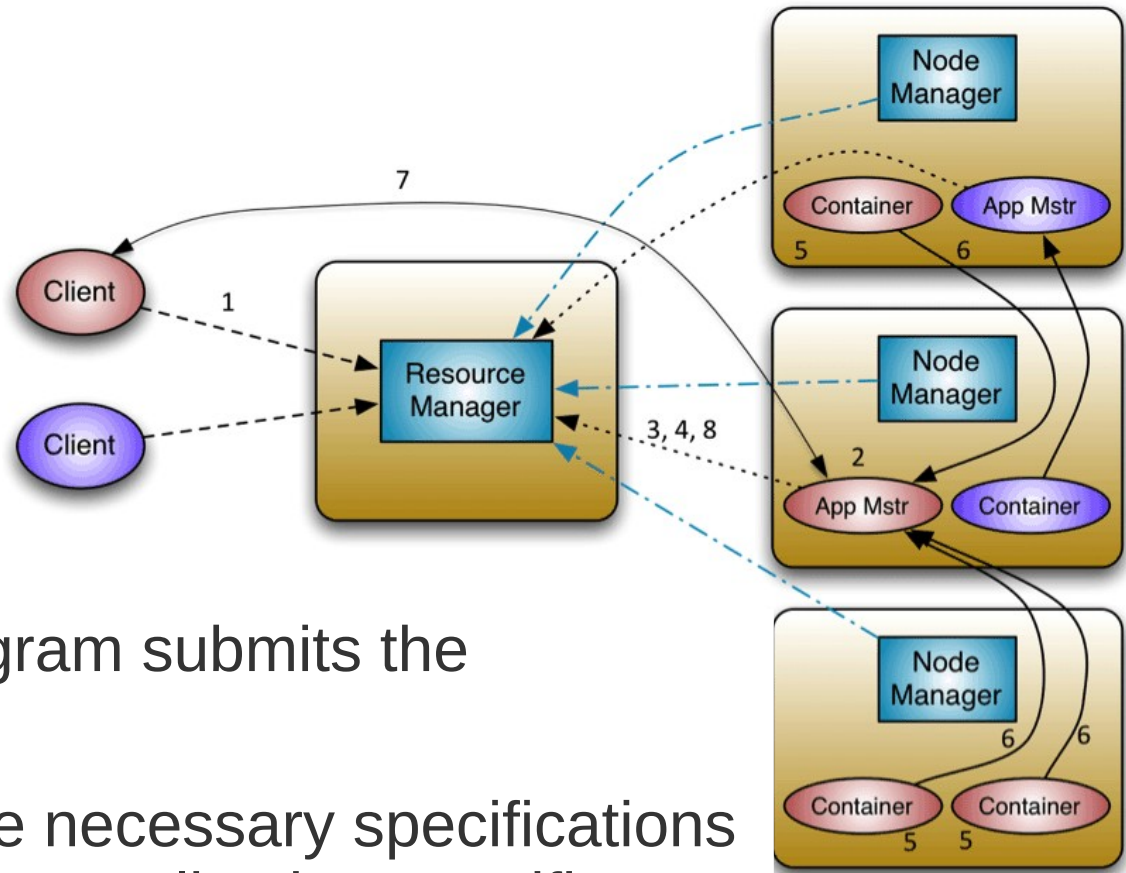 Node
Manager
Container
App Mstr
5
6
7
Client
1
Resource
Manager
Client
Node
Manager
3, 4, 8
2
App Mstr
Container
gram submits the
Node
Manager
6
6
e necessary specifications
Container
Container
5
5